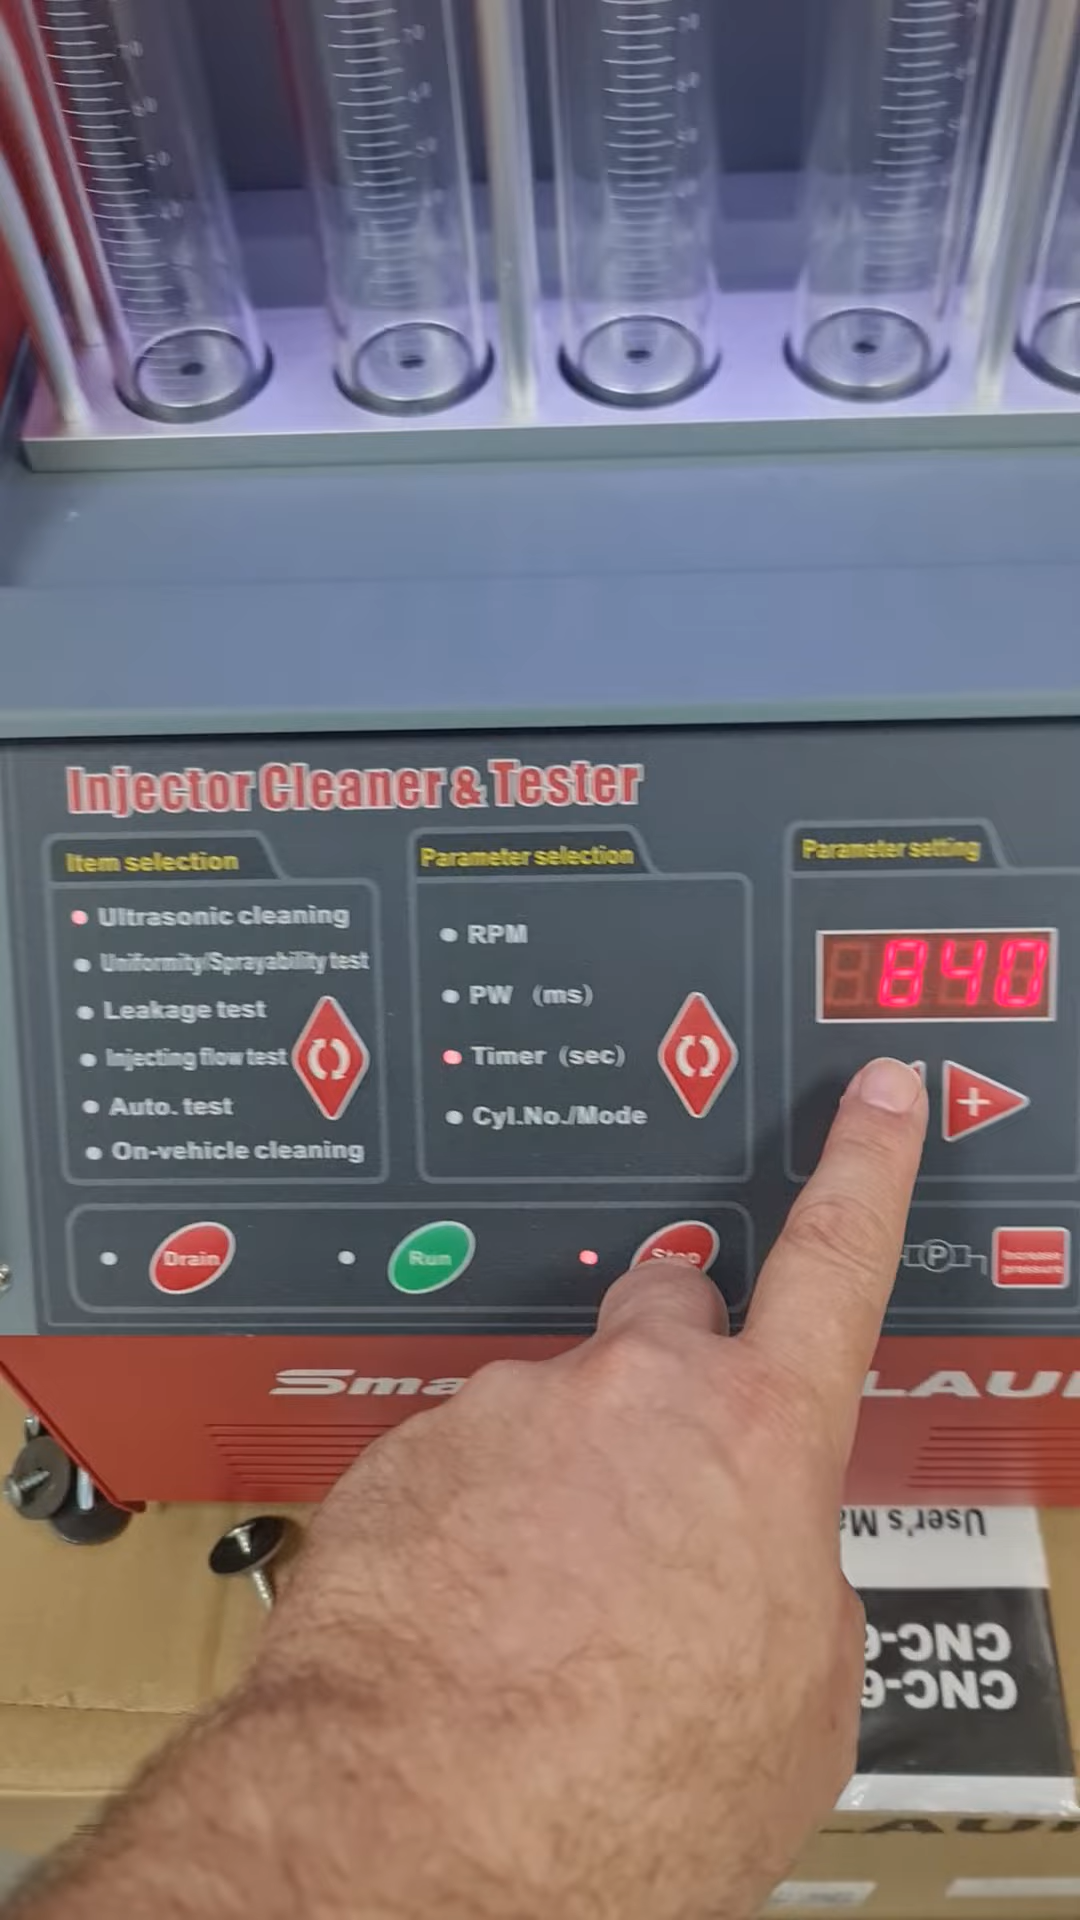 Injector Cleaner & Tester
Item selection
Ultrasonic cleaning
Uniformity/Sprayability test
Leakage test
Injecting flow test
Auto. test
On-vehicle cleaning
Parameter selection
RPM
PW (ms)
Timer (sec)
Cyl.No./Mode
Parameter setting
840
+
Drain
Run
Stop
P
Increase
pressure
Sma
LAU
User's Ma
CNC-6
CNC-6
LAU